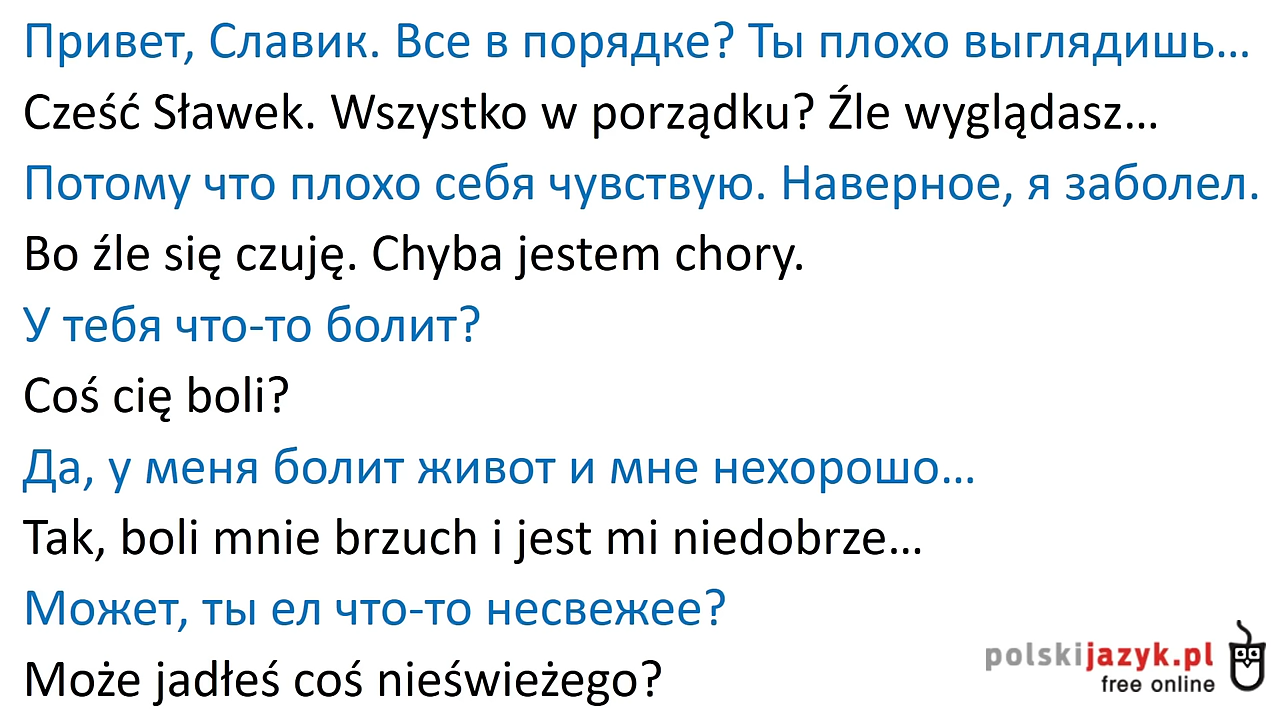 Привет, Славик. Все в порядке? Ты плохо выглядишь...
Cześć Sławek. Wszystko w porządku? Źle wyglądasz...
Потому что плохо себя чувствую. Наверное, я заболел.
Bo źle się czuję. Chyba jestem chory.
У тебя что-то болит?
Coś cię boli?
Да, у меня болит живот и мне нехорошо...
Tak, boli mnie brzuch i jest mi niedobrze...
Может, ты ел что-то несвежее?
Może jadłeś coś nieświeżego?
polskijazyk.pl
free online